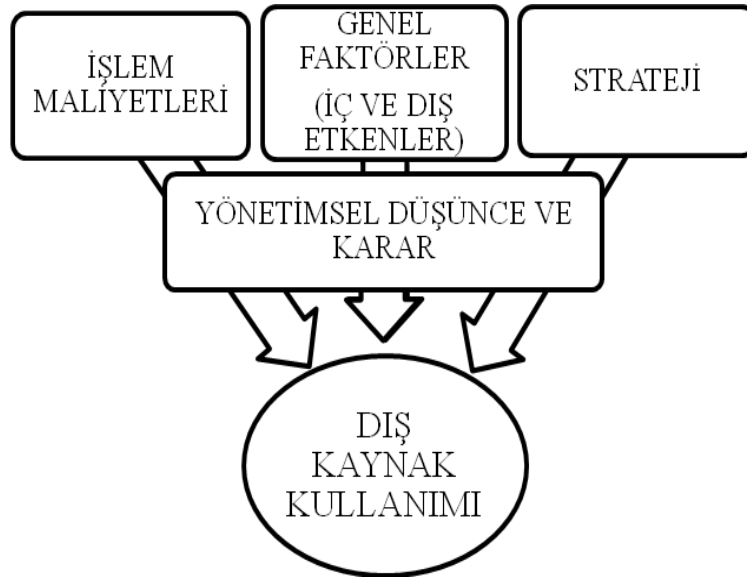 İŞLEM
MALİYETLERİ
GENEL
FAKTÖRLER
(İÇ VE DIŞ
ETKENLER)
STRATEJİ
YÖNETİMSEL DÜŞÜNCE VE
KARAR
DIŞ
KAYNAK
KULLANIMI